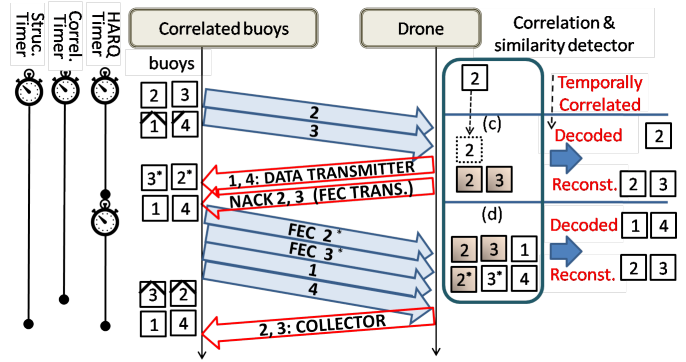 Struc.
Timer
Correl.
Timer
HARQ
Timer
Correlated buoys
Drone
Correlation &
similarity detector
buoys
2 3
1 4
3* 2*
1 4
3 2
1 4
2
3
1, 4: DATA TRANSMITTER
NACK 2, 3 (FEC TRANS.)
FEC 2*
FEC 3*
1
4
2, 3: COLLECTOR
2
(c)
2
2 3
(d)
2 3 1
2* 3* 4
Temporally
Correlated
Decoded 2
Reconst. 2 3
Decoded 1 4
Reconst. 2 3